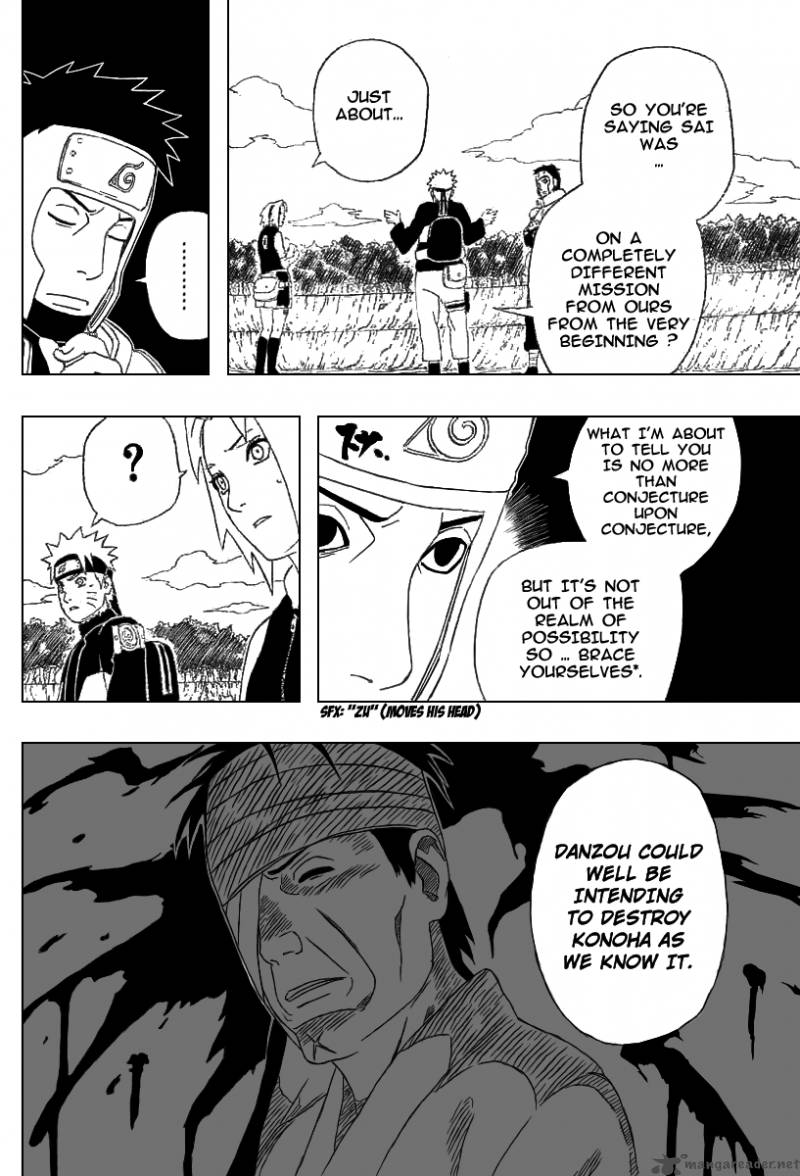 SO YOU'RE
SAYING SAI
WAS
...
ON A
COMPLETELY
DIFFERENT
MISSION
FROM OURS
FROM THE VERY
BEGINNING ?
JUST
ABOUT...
........
WHAT I'M ABOUT
TO TELL YOU
IS NO MORE
THAN
CONJECTURE
UPON
CONJECTURE,
BUT IT'S NOT
OUT OF THE
REALM OF
POSSIBILITY
SO ... BRACE
YOURSELVES*.
SFX: "ZU" (MOVES HIS HEAD)
?
DANZOU COULD
WELL BE
INTENDING
TO DESTROY
KONOHA AS
WE KNOW IT.
mangareader.net